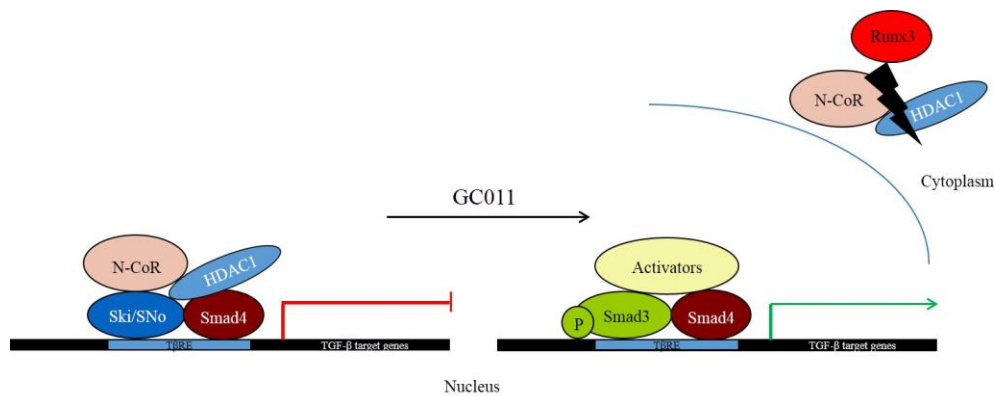 Runx3
N-CoR
HDAC1
Cytoplasm
GC011
N-CoR
HDAC1
Ski/SNo
Smad4
TβRE
TGF-β target genes
Activators
P
Smad3
Smad4
TβRE
TGF-β target genes
Nucleus